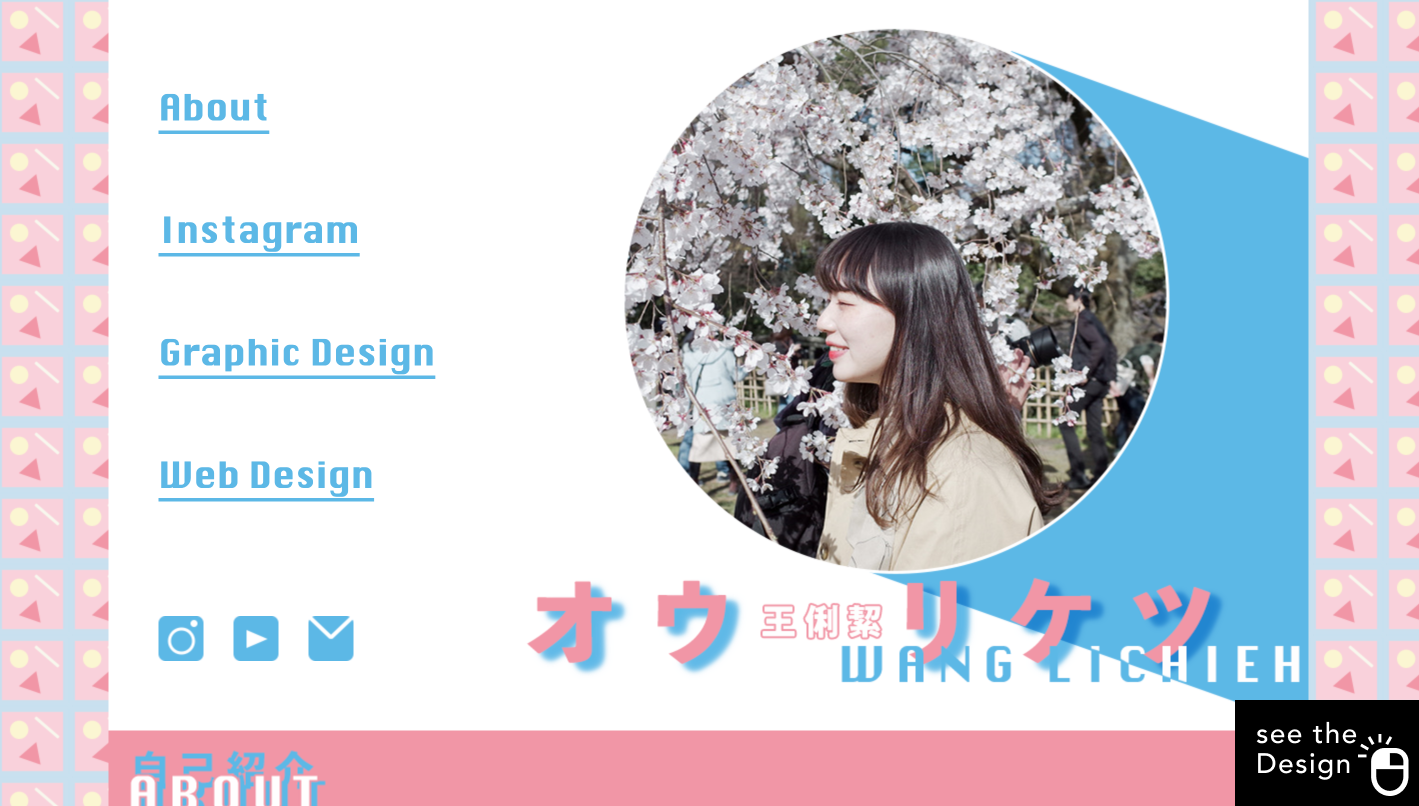 About
Instagram
Graphic Design
Web Design
オウ 王俐絜 リケツ
WANG LiCHIEH
自己紹介
ABOUT
see the
Design